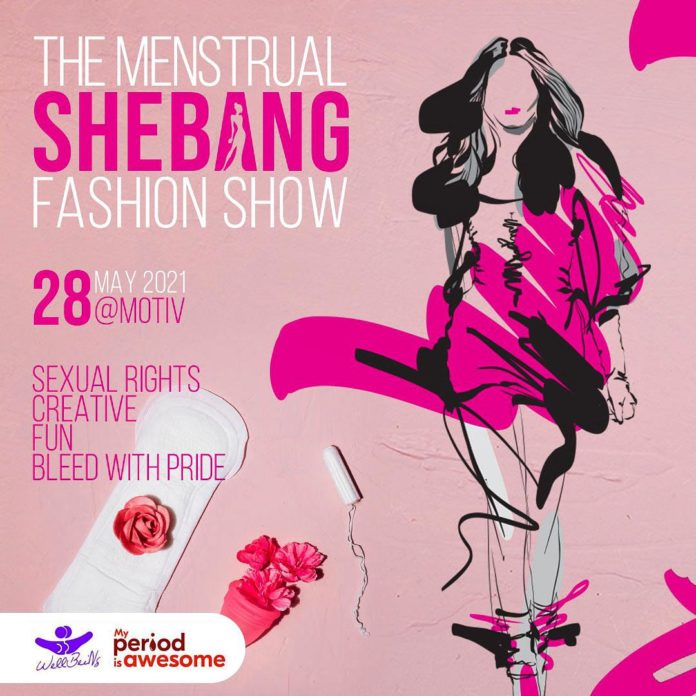 THE MENSTRUAL
SHEBANG
FASHION SHOW
28 MAY 2021
@MOTIV
SEXUAL RIGHTS
CREATIVE
FUN
BLEED WITH PRIDE
WellBeiNs
My
period
is awesome